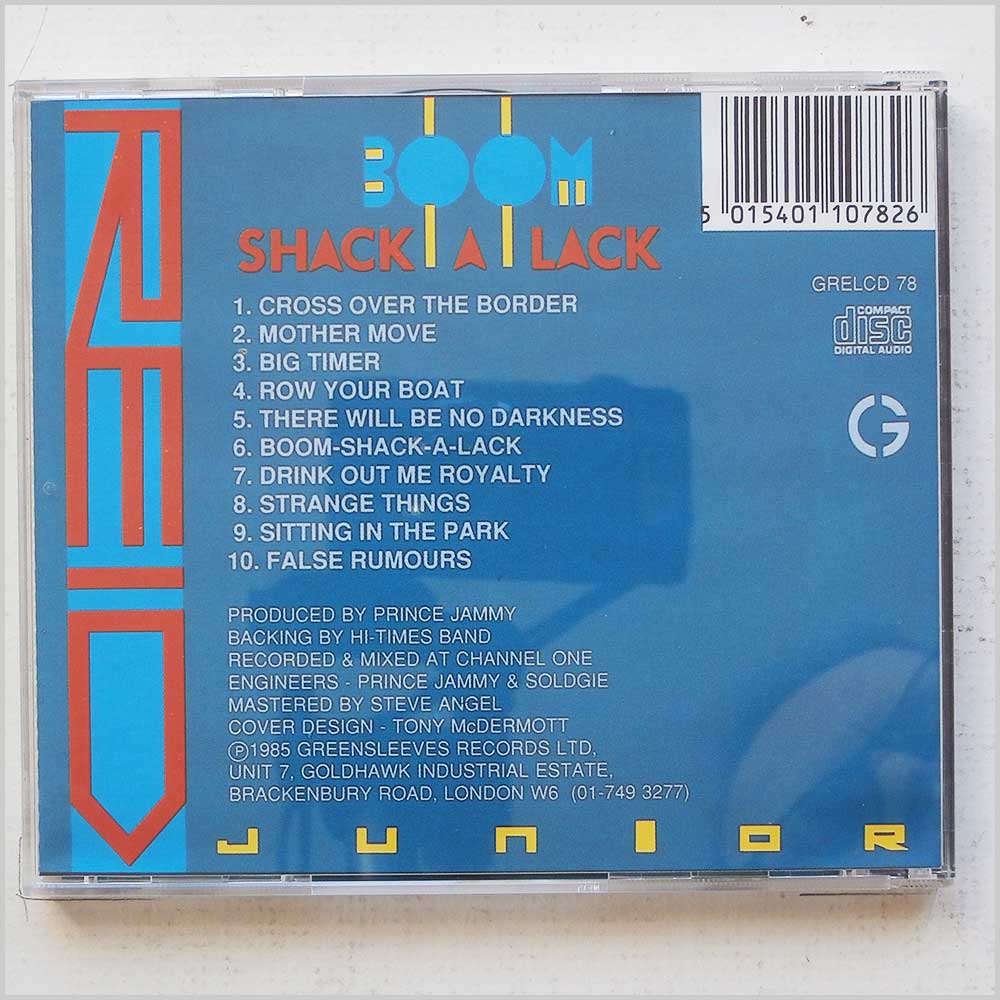 REID
BOOM
SHACK A LACK
5 015401 107826
GRELCD 78
COMPACT
disc
DIGITAL AUDIO
G
1. CROSS OVER THE BORDER
2. MOTHER MOVE
3. BIG TIMER
4. ROW YOUR BOAT
5. THERE WILL BE NO DARKNESS
6. BOOM-SHACK-A-LACK
7. DRINK OUT ME ROYALTY
8. STRANGE THINGS
9. SITTING IN THE PARK
10. FALSE RUMOURS
PRODUCED BY PRINCE JAMMY
BACKING BY HI-TIMES BAND
RECORDED & MIXED AT CHANNEL ONE
ENGINEERS - PRINCE JAMMY & SOLDGIE
MASTERED BY STEVE ANGEL
COVER DESIGN - TONY McDERMOTT
Ⓟ1985 GREENSLEEVES RECORDS LTD,
UNIT 7, GOLDHAWK INDUSTRIAL ESTATE,
BRACKENBURY ROAD, LONDON W6 (01-749 3277)
JUNIOR